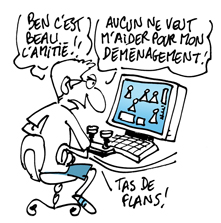 BEN C'EST
BEAU
L'AMITIÉ!!
AUCUN NE VEUT
M'AIDER POUR MON
DÉMÉNAGEMENT!
TAS DE
FLANS!